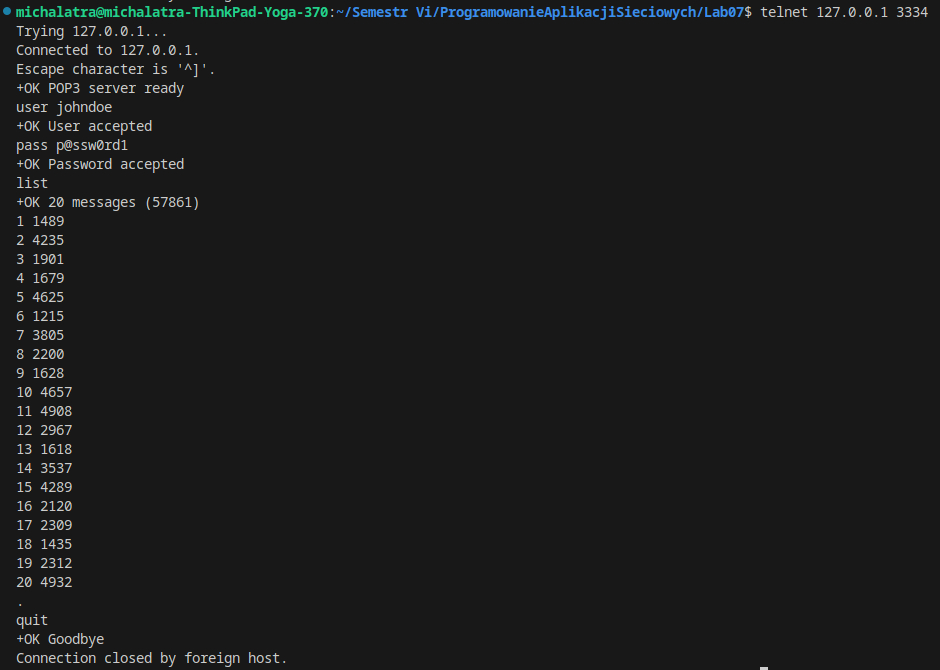 michalatra@michalatra-ThinkPad-Yoga-370:~/Semestr Vi/ProgramowanieAplikacjiSieciowych/Lab07$ telnet 127.0.0.1 3334
Trying 127.0.0.1...
Connected to 127.0.0.1.
Escape character is '^]'.
+OK POP3 server ready
user johndoe
+OK User accepted
pass p@ssw0rd1
+OK Password accepted
list
+OK 20 messages (57861)
1 1489
2 4235
3 1901
4 1679
5 4625
6 1215
7 3805
8 2200
9 1628
10 4657
11 4908
12 2967
13 1618
14 3537
15 4289
16 2120
17 2309
18 1435
19 2312
20 4932
.
quit
+OK Goodbye
Connection closed by foreign host.